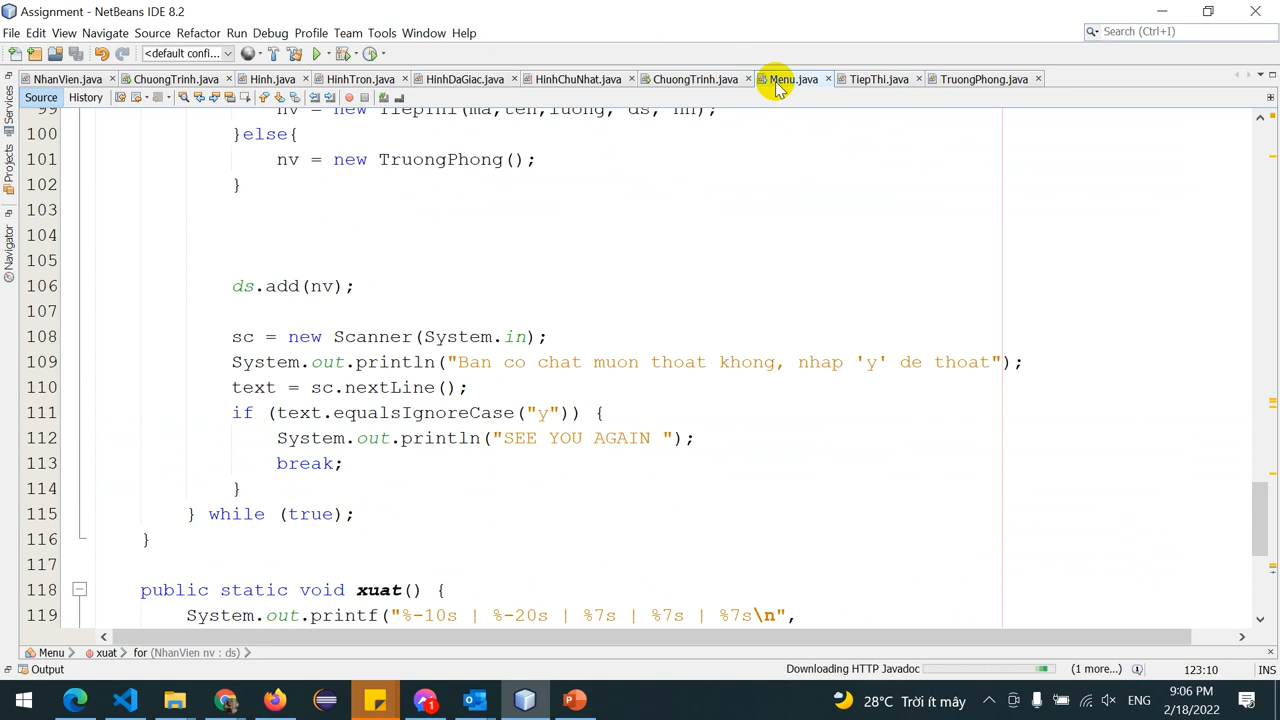 Assignment - NetBeans IDE 8.2
File Edit View Navigate Source Refactor Run Debug Profile Team Tools Window Help
Search (Ctrl+I)
<default confi...
NhanVien.java ChuongTrinh.java Hinh.java HinhTron.java HinhDaGiac.java HinhChuNhat.java ChuongTrinh.java Menu.java TiepThi.java TruongPhong.java
Source History
Services
Projects
Navigator
99 nv = new TiepThi(ma,ten,luong, ds, hh);
100 }else{
101 nv = new TruongPhong();
102 }
103
104
105
106 ds.add(nv);
107
108 sc = new Scanner(System.in);
109 System.out.println("Ban co chat muon thoat khong, nhap 'y' de thoat");
110 text = sc.nextLine();
111 if (text.equalsIgnoreCase("y")) {
112 System.out.println("SEE YOU AGAIN ");
113 break;
114 }
115 } while (true);
116 }
117
118 public static void xuat() {
119 System.out.printf("%-10s | %-20s | %7s | %7s | %7s\n",
Menu xuat for (NhanVien nv : ds)
Output Downloading HTTP Javadoc (1 more...) 123:10 INS
28°C Trời ít mây ENG 9:06 PM
2/18/2022